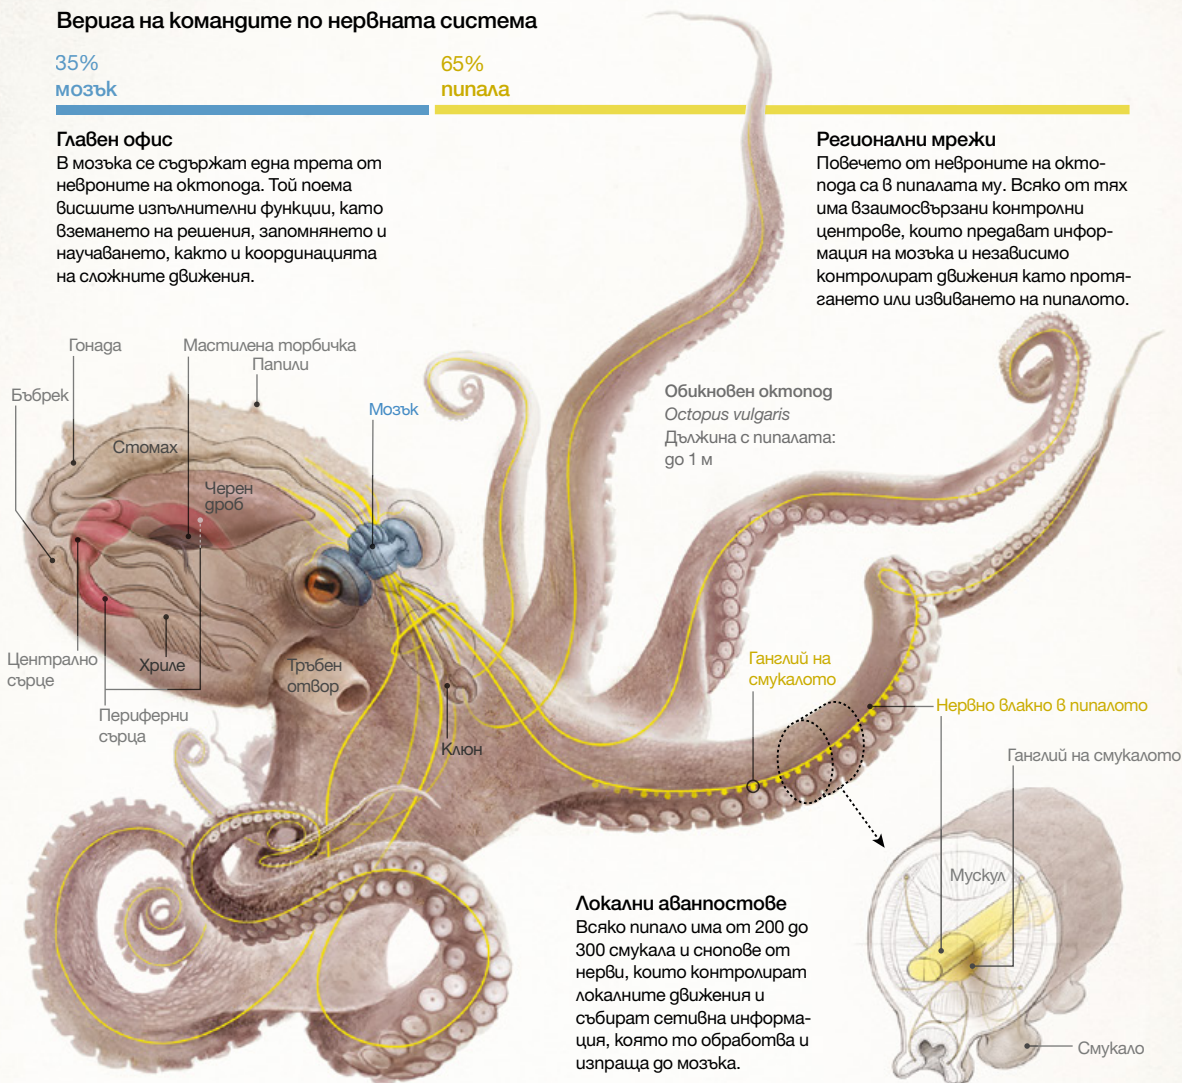 Верига на командите по нервната система
35%
мозък
65%
пипала
Главен офис
В мозъка се съдържат една трета от
невроните на октопода. Той поема
висшите изпълнителни функции, като
вземането на решения, запомнянето и
научаването, както и координацията
на сложните движения.
Регионални мрежи
Повечето от невроните на окто-
пода са в пипалата му. Всяко от тях
има взаимосвързани контролни
центрове, които предават инфор-
мация на мозъка и независимо
контролират движения като протя-
гането или извиването на пипалото.
Гонада
Мастилена торбичка
Папили
Бъбрек
Мозък
Стомах
Черен
дроб
Обикновен октопод
Octopus vulgaris
Дължина с пипалата:
до 1 м
Централно
сърце
Хриле
Тръбен
отвор
Периферни
сърца
Клюн
Ганглий на
смукалото
Нервно влакно в пипалото
Ганглий на смукалото
Мускул
Локални аванпостове
Всяко пипало има от 200 до
300 смукала и снопове от
нерви, които контролират
локалните движения и
събират сетивна информа-
ция, която то обработва и
изпраща до мозъка.
Смукало